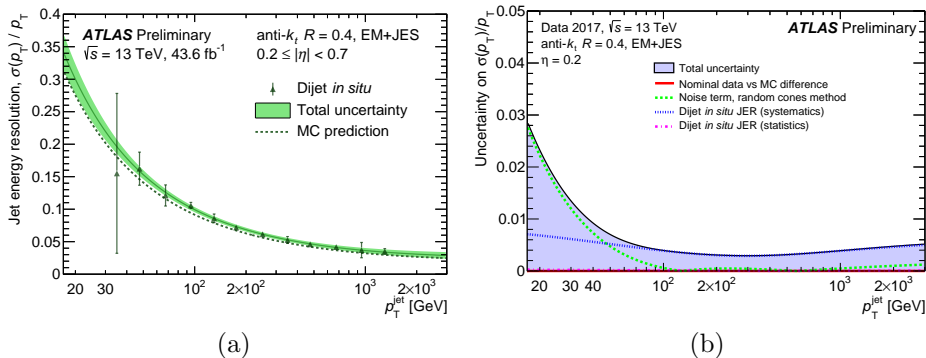 ATLAS Preliminary
√s = 13 TeV, 43.6 fb⁻¹
anti-kₜ R = 0.4, EM+JES
0.2 ≤ |η| < 0.7
Dijet in situ
Total uncertainty
MC prediction
Jet energy resolution, σ(p_T) / p_T
0.4
0.35
0.3
0.25
0.2
0.15
0.1
0.05
0
20 30 10² 2×10² 10³ 2×10³
p_T^jet [GeV]
(a)
Data 2017, √s = 13 TeV
ATLAS Preliminary
anti-kₜ R = 0.4, EM+JES
η = 0.2
Total uncertainty
Nominal data vs MC difference
Noise term, random cones method
Dijet in situ JER (systematics)
Dijet in situ JER (statistics)
Uncertainty on σ(p_T)/p_T
0.04
0.03
0.02
0.01
0
20 30 40 10² 2×10² 10³ 2×10³
p_T^jet [GeV]
(b)